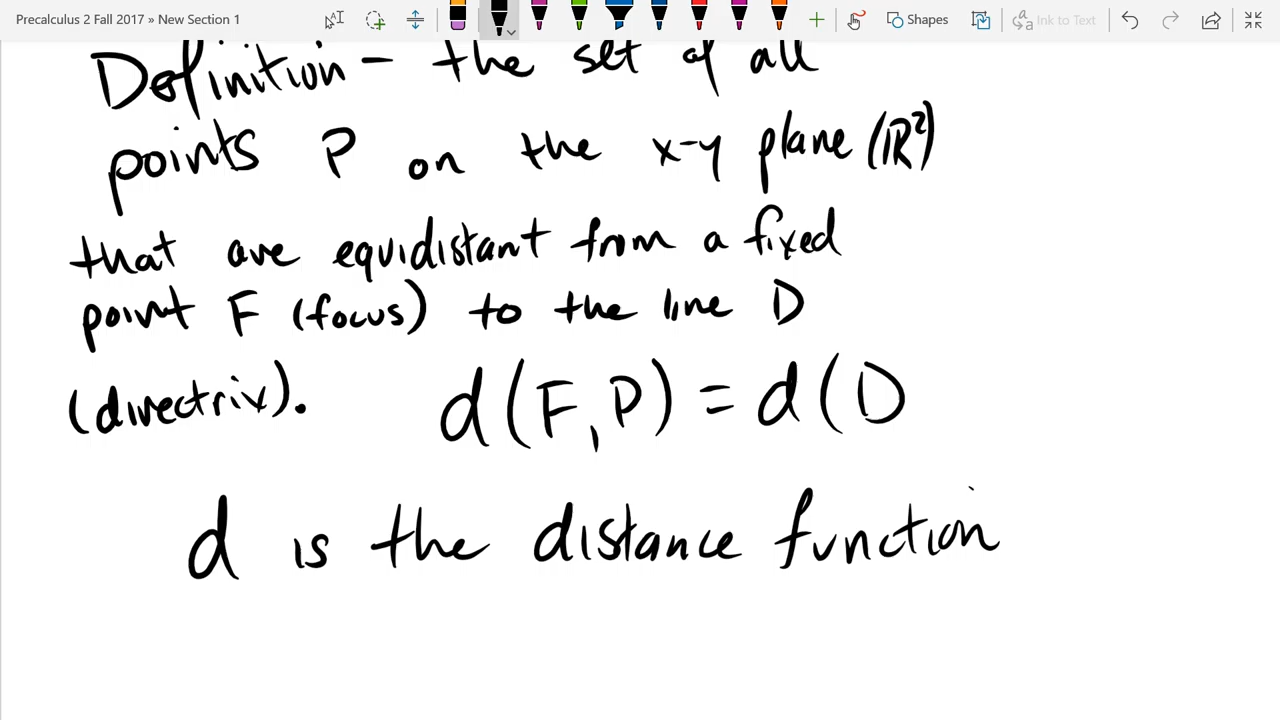 Precalculus 2 Fall 2017 » New Section 1
Shapes
Ink to Text
Definition - the set of all
points P on the x-y plane (ℝ²)
that are equidistant from a fixed
point F (focus) to the line D
(directrix). d(F,P) = d(D
d is the distance function